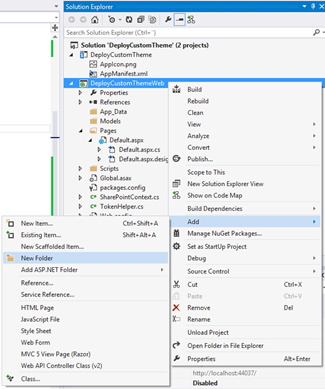 Solution Explorer
Search Solution Explorer (Ctrl+;)
Solution 'DeployCustomTheme' (2 projects)
DeployCustomTheme
AppIcon.png
AppManifest.xml
DeployCustomThemeWeb
Properties
References
App_Data
Models
Pages
Default.aspx
Default.aspx.cs
Default.aspx.desig
Scripts
Global.asax
packages.config
SharePointContext.cs
TokenHelper.cs
Web.config
Build
Rebuild
Clean
View
Analyze
Convert
Publish...
Scope to This
New Solution Explorer View
Show on Code Map
Build Dependencies
Add
Manage NuGet Packages...
Set as StartUp Project
Debug
Source Control
Cut Ctrl+X
Paste Ctrl+V
Remove Del
Rename
Unload Project
Open Folder in File Explorer
Properties Alt+Enter
New Item... Ctrl+Shift+A
Existing Item... Shift+Alt+A
New Scaffolded Item...
New Folder
Add ASP.NET Folder
Reference...
Service Reference...
HTML Page
JavaScript File
Style Sheet
Web Form
MVC 5 View Page (Razor)
Web API Controller Class (v2)
Class...
http://localhost:44037/
Disabled